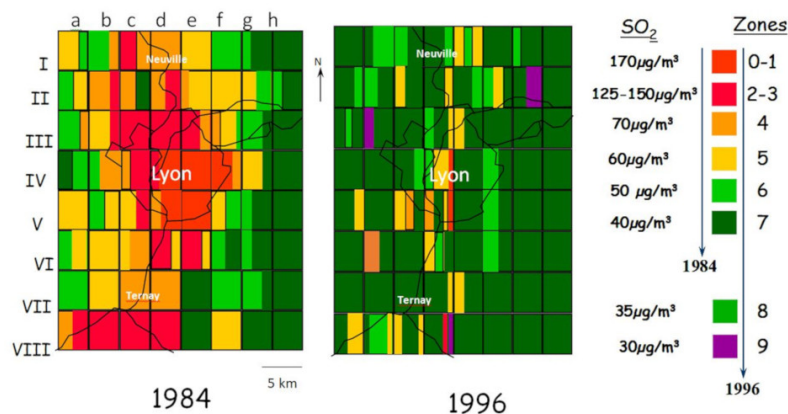 a b c d e f g h
I
II
III
IV
V
VI
VII
VIII
Neuville
Lyon
Ternay
5 km
1984
N
Neuville
Lyon
Ternay
1996
SO2 Zones
170µg/m³ 0-1
125-150µg/m³ 2-3
70µg/m³ 4
60µg/m³ 5
50 µg/m³ 6
40µg/m³ 7
1984
35µg/m³ 8
30µg/m³ 9
1996